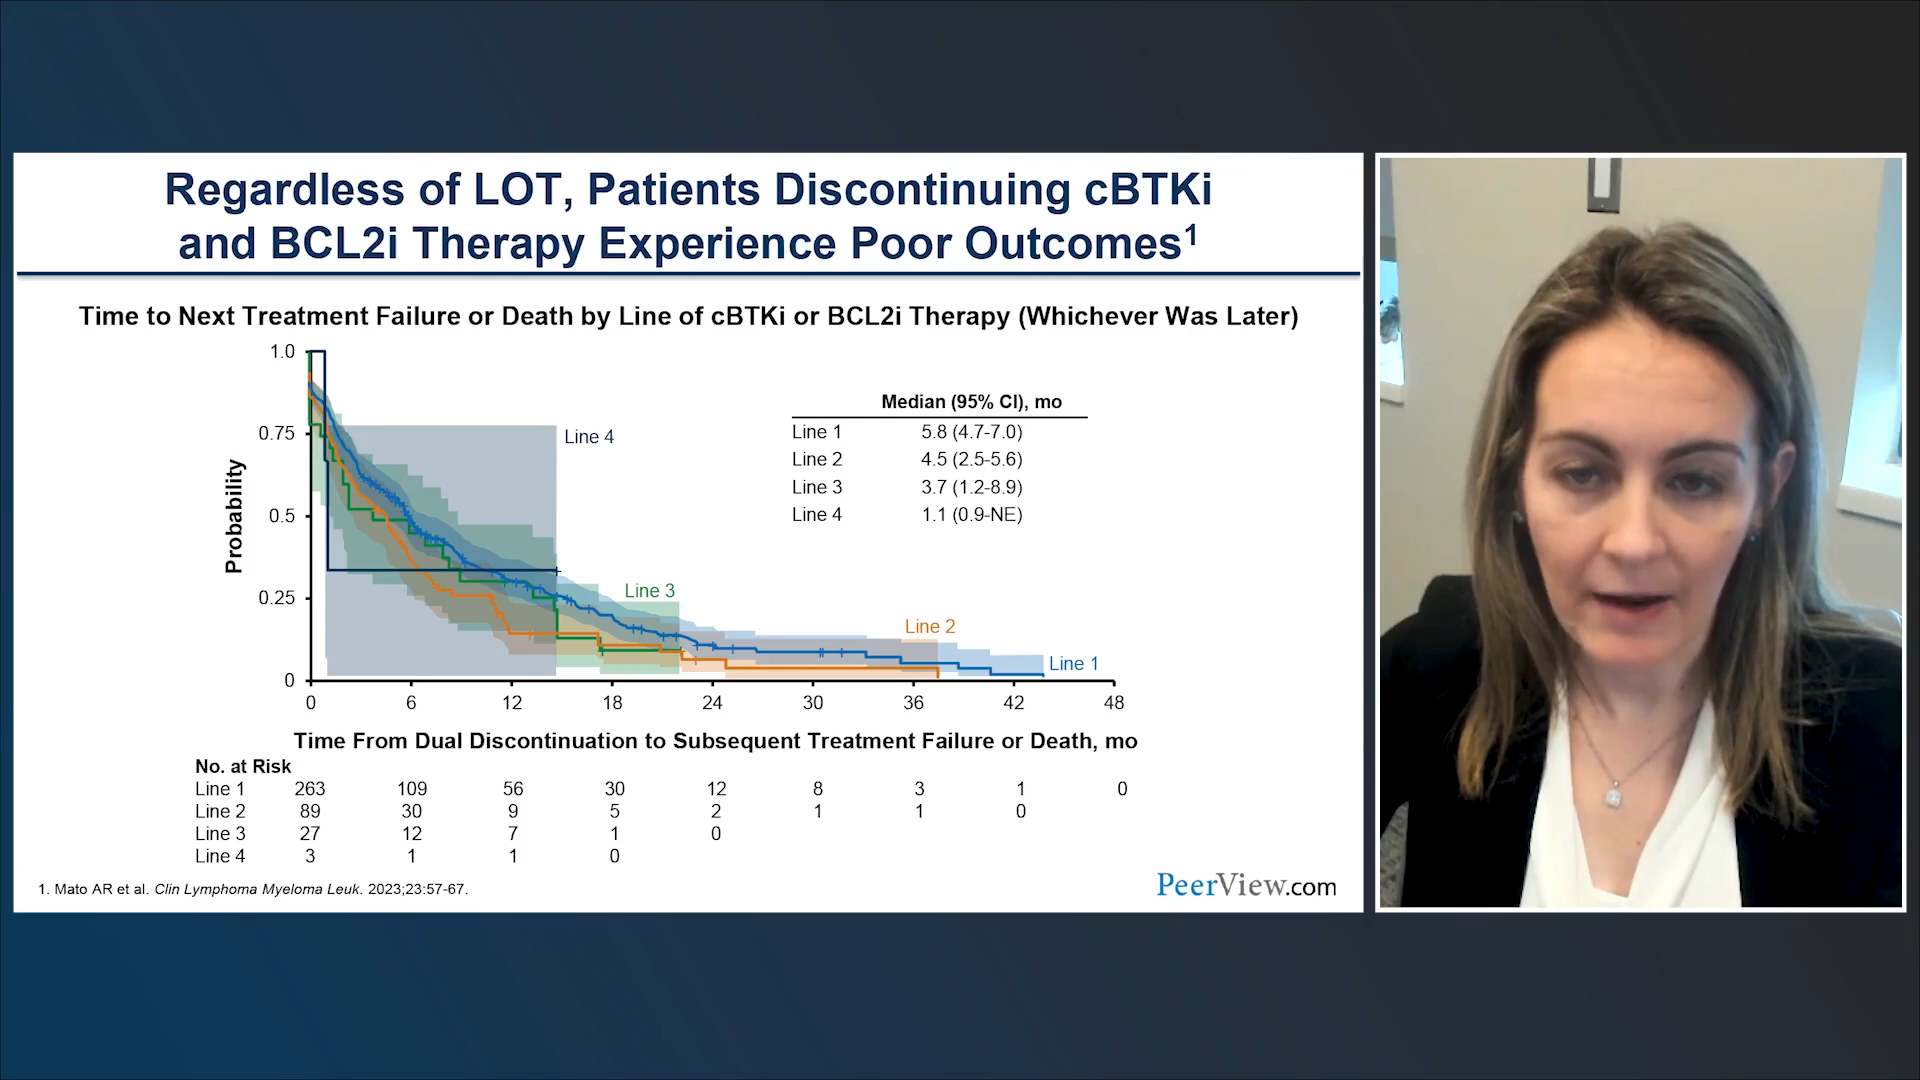 Regardless of LOT, Patients Discontinuing cBTKi
and BCL2i Therapy Experience Poor Outcomes1
Time to Next Treatment Failure or Death by Line of cBTKi or BCL2i Therapy (Whichever Was Later)
1.0
0.75
0.5
0.25
0
Probability
Line 4
Line 3
Line 2
Line 1
Median (95% CI), mo
Line 1 5.8 (4.7-7.0)
Line 2 4.5 (2.5-5.6)
Line 3 3.7 (1.2-8.9)
Line 4 1.1 (0.9-NE)
0 6 12 18 24 30 36 42 48
Time From Dual Discontinuation to Subsequent Treatment Failure or Death, mo
No. at Risk
Line 1 263 109 56 30 12 8 3 1 0
Line 2 89 30 9 5 2 1 1 0
Line 3 27 12 7 1 0
Line 4 3 1 1 0
1. Mato AR et al. Clin Lymphoma Myeloma Leuk. 2023;23:57-67.
PeerView.com